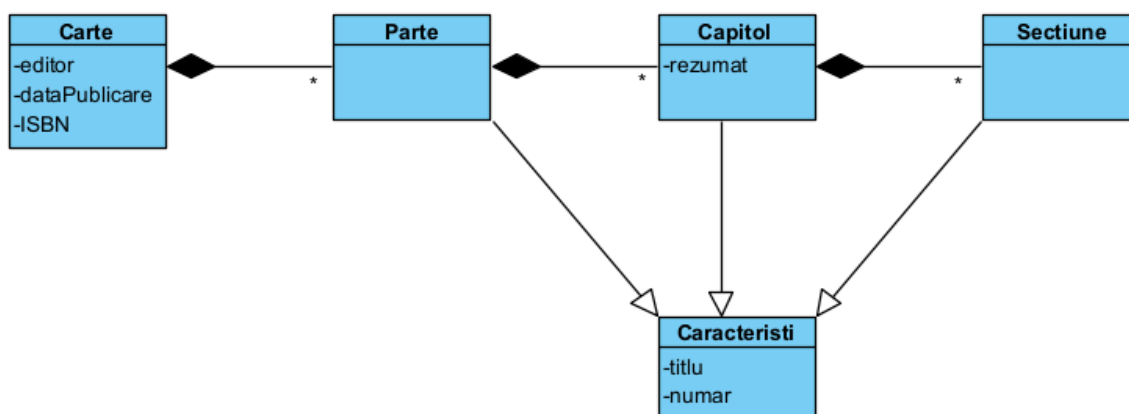 Carte
-editor
-dataPublicare
-ISBN
*
Parte
*
Capitol
-rezumat
*
Sectiune
Caracteristi
-titlu
-numar